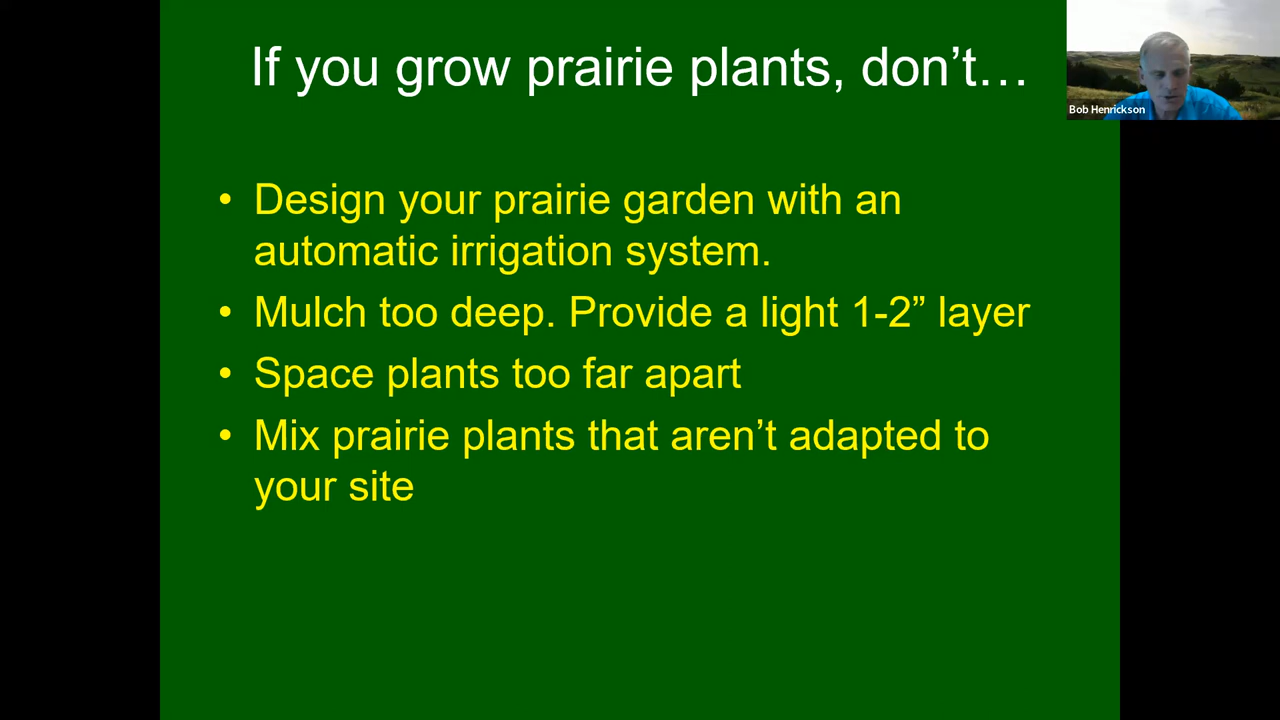 If you grow prairie plants, don’t…
Bob Henrickson
• Design your prairie garden with an
automatic irrigation system.
• Mulch too deep. Provide a light 1-2” layer
• Space plants too far apart
• Mix prairie plants that aren’t adapted to
your site